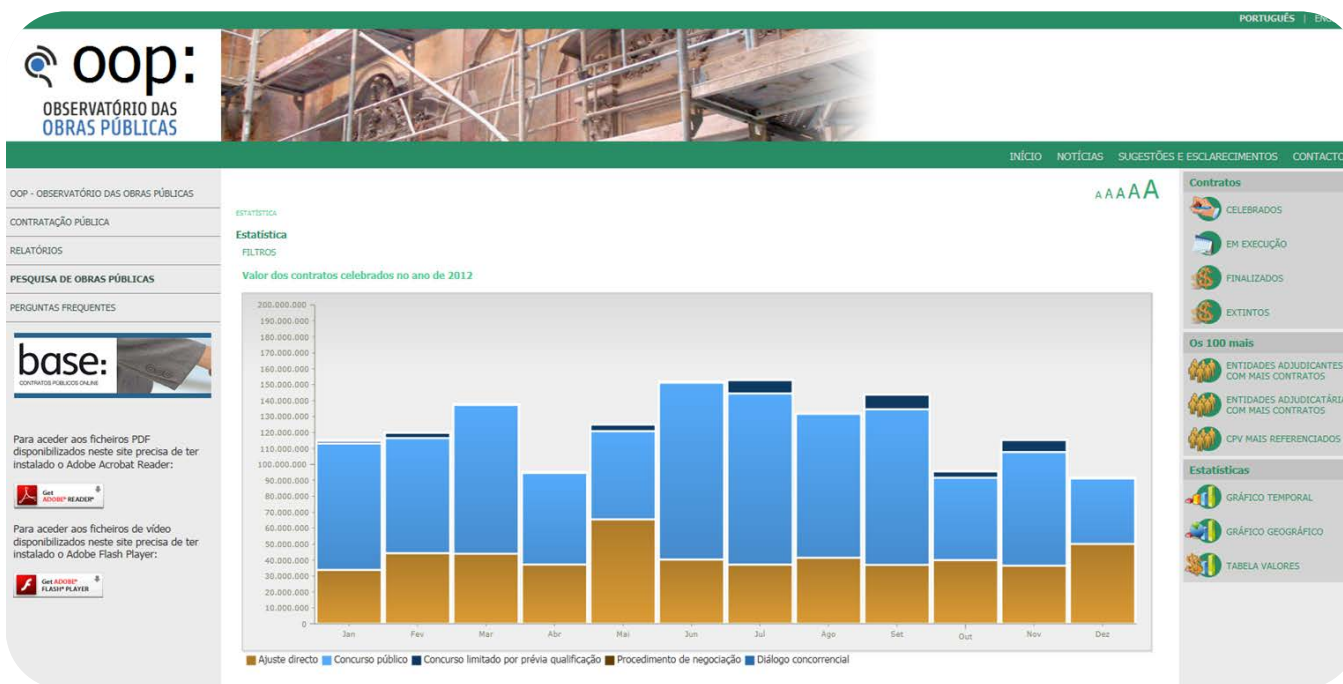 PORTUGUÊS |
oop:
OBSERVATÓRIO DAS
OBRAS PÚBLICAS
INÍCIO NOTÍCIAS SUGESTÕES E ESCLARECIMENTOS CONTACTO
OOP - OBSERVATÓRIO DAS OBRAS PÚBLICAS
CONTRATAÇÃO PÚBLICA
RELATÓRIOS
PESQUISA DE OBRAS PÚBLICAS
PERGUNTAS FREQUENTES
base:
CONTRATOS PÚBLICOS ONLINE
Para aceder aos ficheiros PDF
disponibilizados neste site precisa de ter
instalado o Adobe Acrobat Reader:
Get
ADOBE® READER®
Para aceder aos ficheiros de vídeo
disponibilizados neste site precisa de ter
instalado o Adobe Flash Player:
Get ADOBE®
FLASH® PLAYER
A A A A A
ESTATÍSTICA
Estatística
FILTROS
Valor dos contratos celebrados no ano de 2012
200.000.000
190.000.000
180.000.000
170.000.000
160.000.000
150.000.000
140.000.000
130.000.000
120.000.000
110.000.000
100.000.000
90.000.000
80.000.000
70.000.000
60.000.000
50.000.000
40.000.000
30.000.000
20.000.000
10.000.000
0
Jan Fev Mar Abr Mai Jun Jul Ago Set Out Nov Dez
Ajuste directo Concurso público Concurso limitado por prévia qualificação Procedimento de negociação Diálogo concorrencial
Contratos
CELEBRADOS
EM EXECUÇÃO
FINALIZADOS
EXTINTOS
Os 100 mais
ENTIDADES ADJUDICANTES
COM MAIS CONTRATOS
ENTIDADES ADJUDICATÁRIA
COM MAIS CONTRATOS
CPV MAIS REFERENCIADOS
Estatísticas
GRÁFICO TEMPORAL
GRÁFICO GEOGRÁFICO
TABELA VALORES